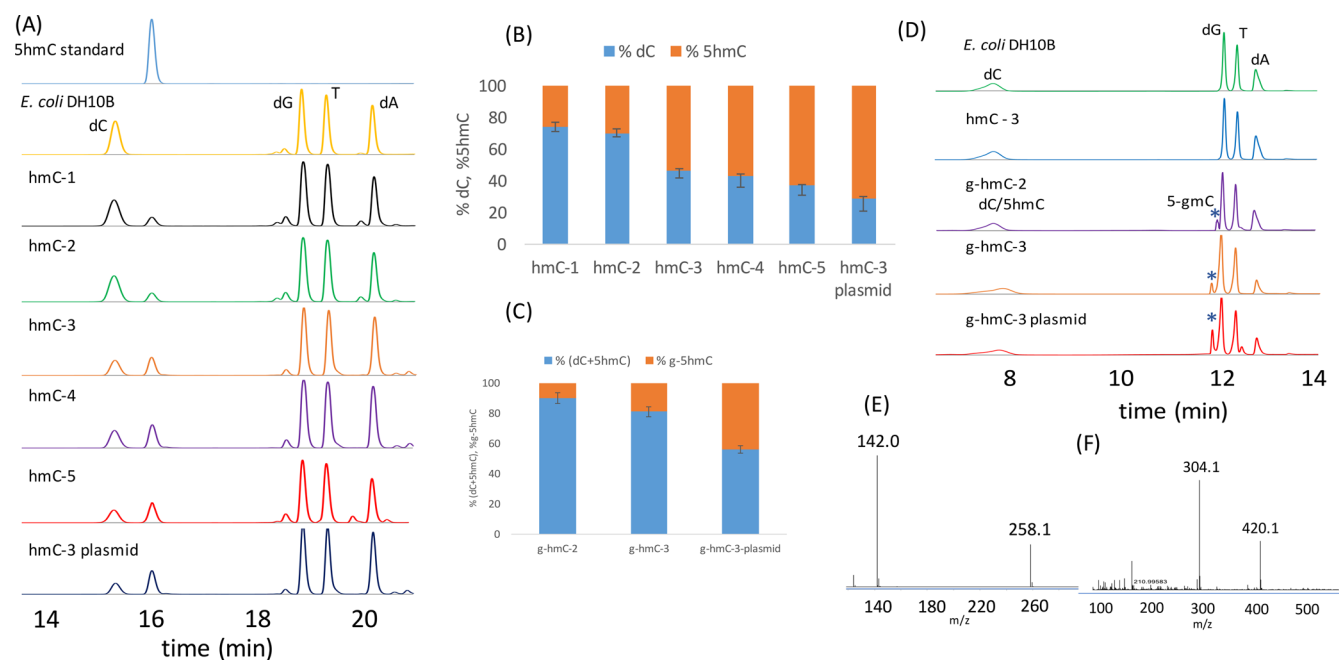 (A)
5hmC standard
E. coli DH10B
dC
dG
T
dA
hmC-1
hmC-2
hmC-3
hmC-4
hmC-5
hmC-3 plasmid
14 16 18 20
time (min)
(B)
% dC % 5hmC
% dC, %5hmC
100
80
60
40
20
0
hmC-1 hmC-2 hmC-3 hmC-4 hmC-5 hmC-3
plasmid
(C)
% (dC+5hmC) % g-5hmC
% (dC+5hmC), %g-5hmC
100
80
60
40
20
0
g-hmC-2 g-hmC-3 g-hmC-3-plasmid
(D)
E. coli DH10B
dC
dG
T
dA
hmC - 3
g-hmC-2
dC/5hmC
5-gmC
*
g-hmC-3
*
g-hmC-3 plasmid
*
8 10 12 14
time (min)
(E)
142.0
258.1
140 180 220 260
m/z
(F)
304.1
420.1
210.99583
100 200 300 400 500
m/z